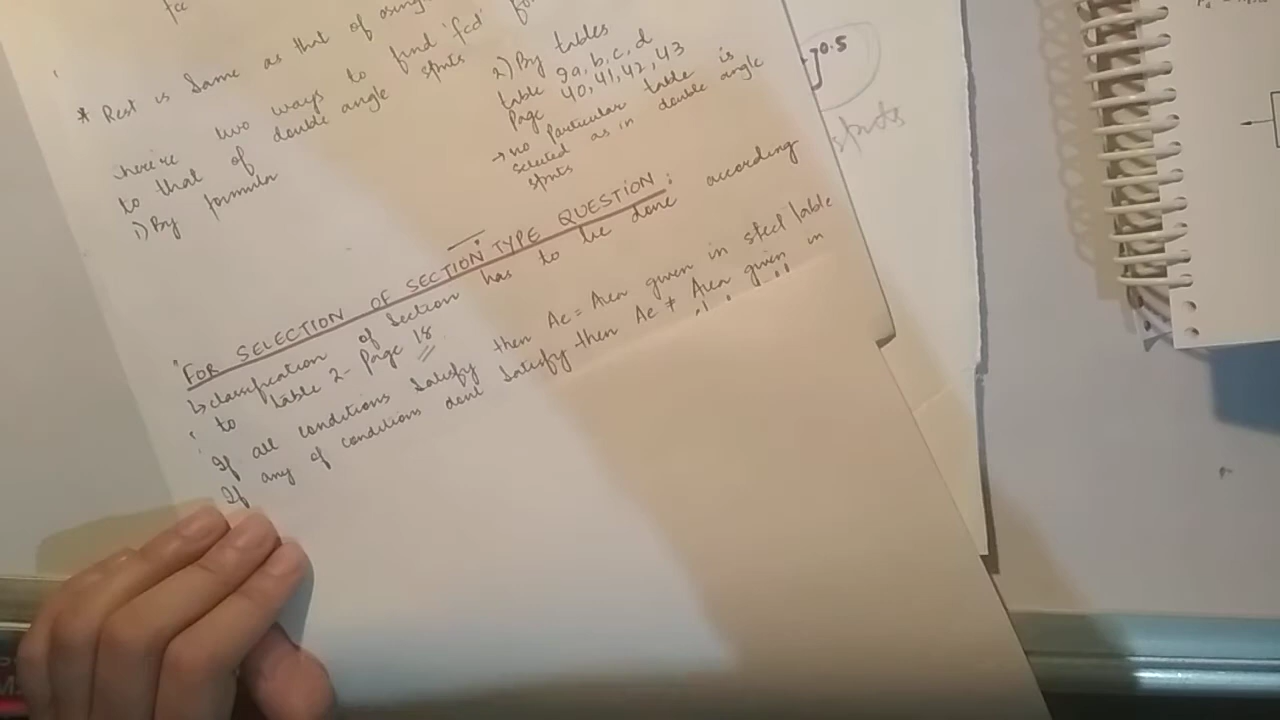 fcc
* Rest is same as that of
here're two ways to find 'fcd'
to that of double angle struts
1) By formula
2) By tables
table 9a, b, c, d
Page 40, 41, 42, 43
→ no particular table is
selected as in double angle
struts
FOR SELECTION OF SECTION TYPE QUESTION:
↳ classification of section has to be done according
to table 2 - Page 18
If all conditions satisfy then Ae = Area given in steel table
If any of conditions dont satisfy then Ae ≠ Area given in
]0.5
struts